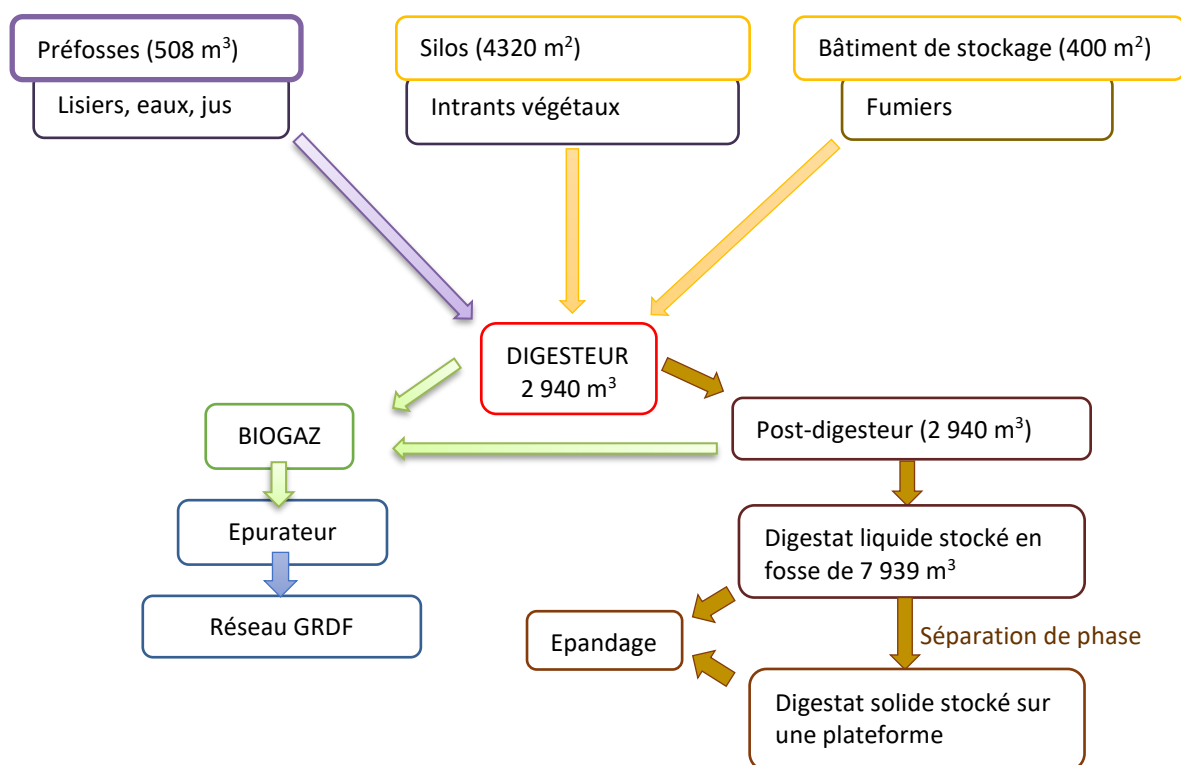 Préfosses (508 m³)
Silos (4320 m²)
Bâtiment de stockage (400 m²)
Lisiers, eaux, jus
Intrants végétaux
Fumiers
DIGESTEUR
2 940 m³
BIOGAZ
Post-digesteur (2 940 m³)
Epurateur
Digestat liquide stocké en
fosse de 7 939 m³
Réseau GRDF
Epandage
Séparation de phase
Digestat solide stocké sur
une plateforme